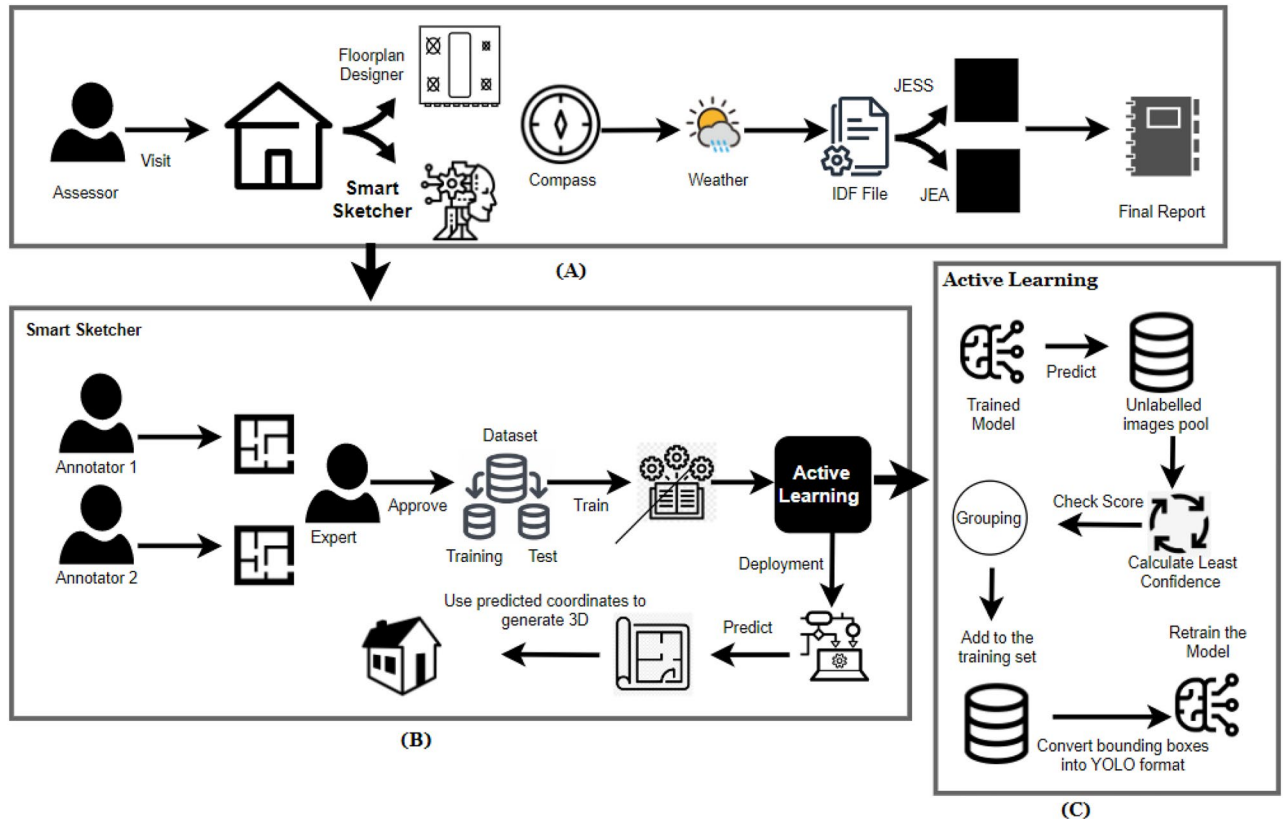 Floorplan
Designer
JESS
Visit
Assessor
Smart
Sketcher
Compass
Weather
IDF File
JEA
Final Report
(A)
Smart Sketcher
Annotator 1
Annotator 2
Expert
Approve
Dataset
Training
Test
Train
Active
Learning
Deployment
Predict
Use predicted coordinates to
generate 3D
(B)
Active Learning
Trained
Model
Predict
Unlabelled
images pool
Check Score
Calculate Least
Confidence
Grouping
Add to the
training set
Retrain the
Model
Convert bounding boxes
into YOLO format
(C)